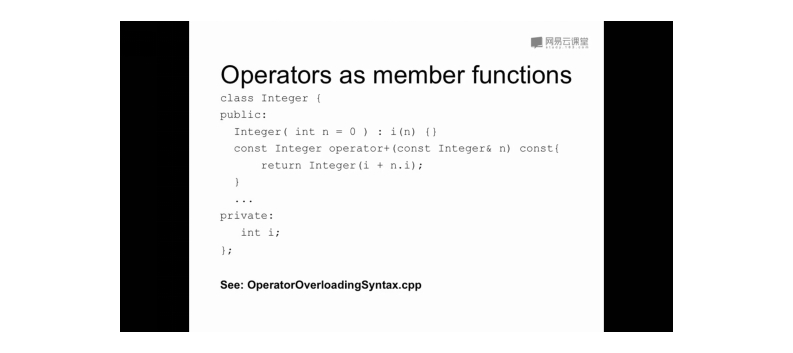 网易云课堂
Operators as member functions
class Integer {
public:
  Integer( int n = 0 ) : i(n) {}
  const Integer operator+(const Integer& n) const{
      return Integer(i + n.i);
  }
  ...
private:
   int i;
};
See: OperatorOverloadingSyntax.cpp